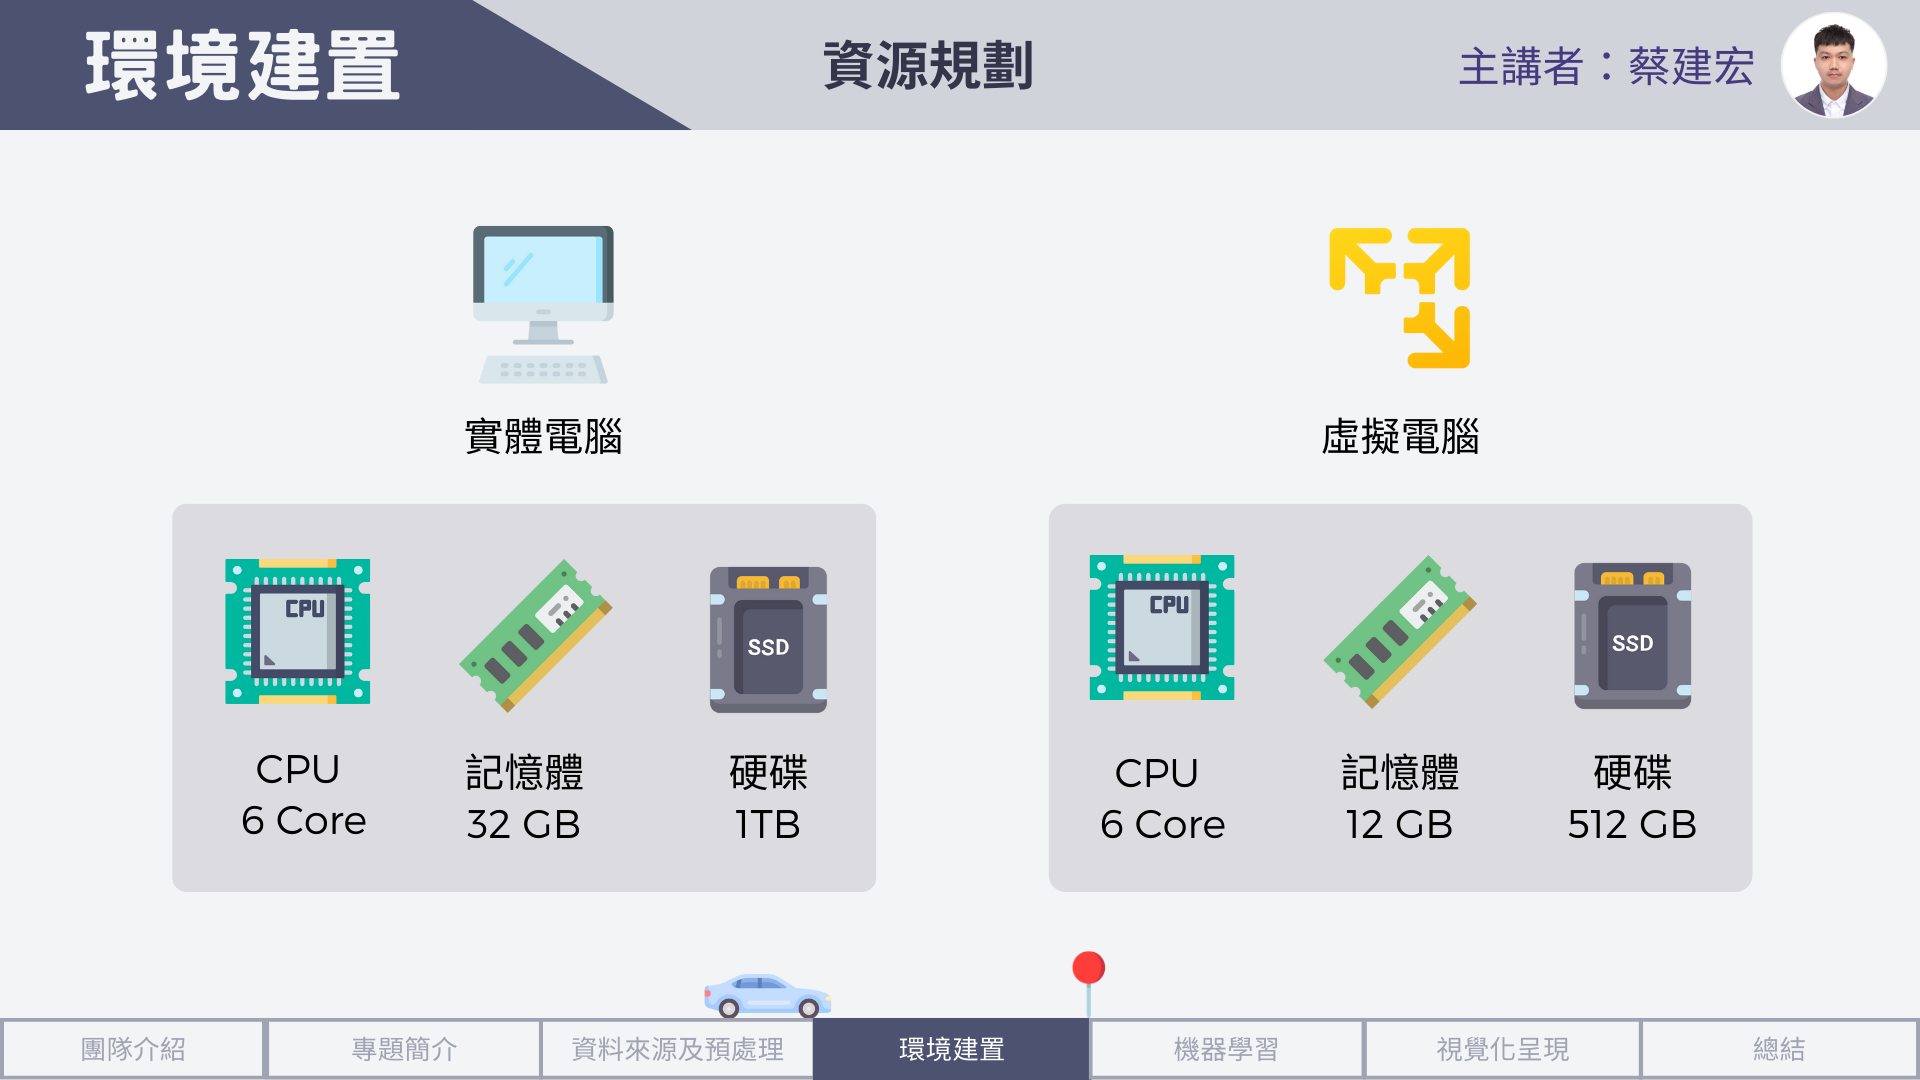 環境建置
資源規劃
主講者：蔡建宏
實體電腦
虛擬電腦
CPU
SSD
CPU
SSD
CPU
6 Core
記憶體
32 GB
硬碟
1TB
CPU
6 Core
記憶體
12 GB
硬碟
512 GB
團隊介紹
專題簡介
資料來源及預處理
環境建置
機器學習
視覺化呈現
總結